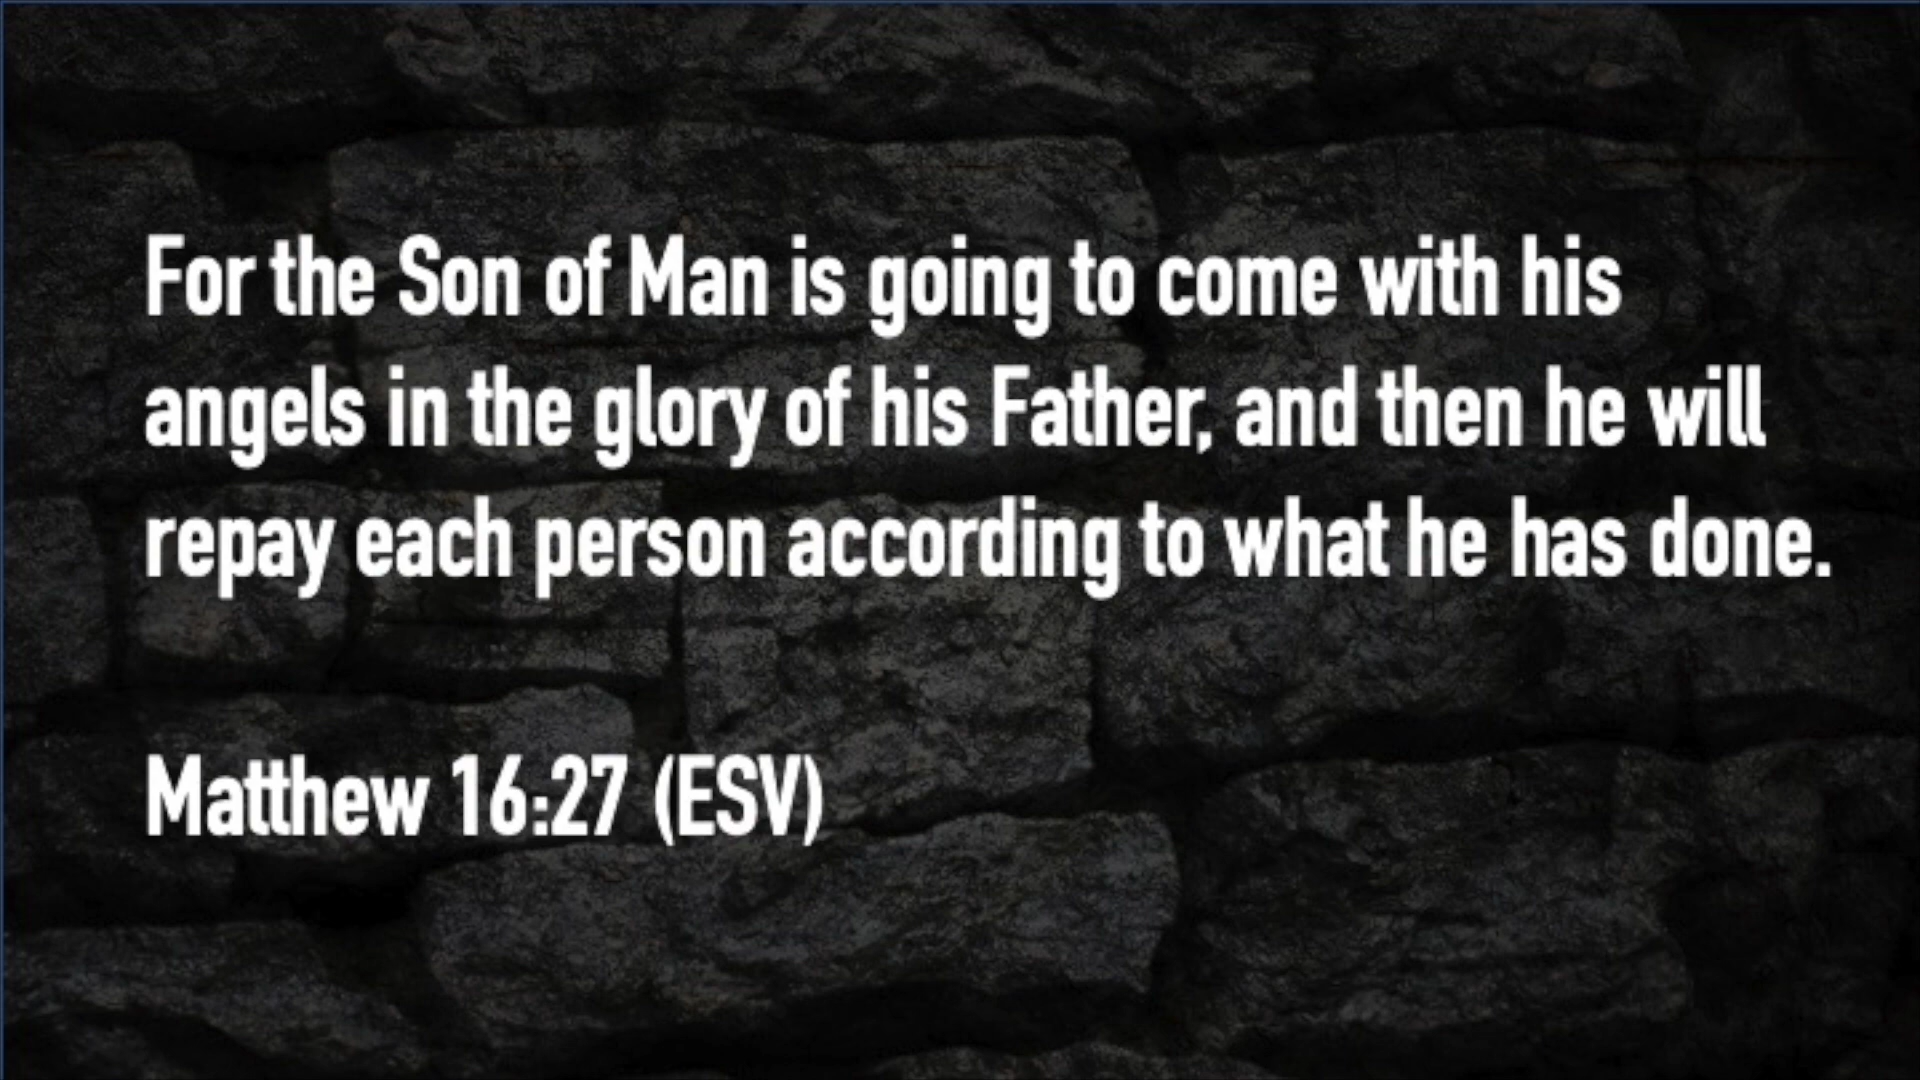 For the Son of Man is going to come with his
angels in the glory of his Father, and then he will
repay each person according to what he has done.
Matthew 16:27 (ESV)